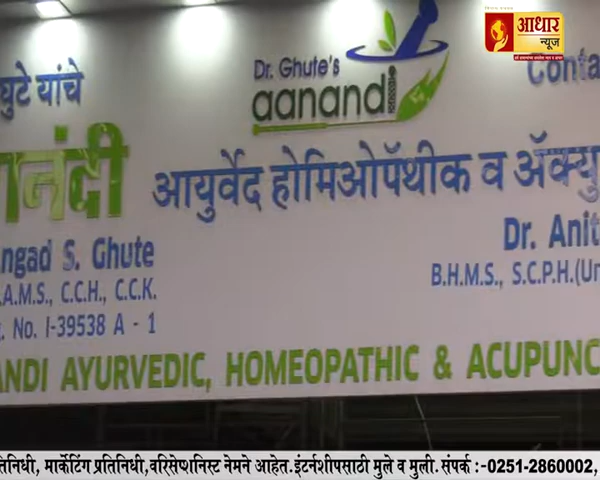 आधार
न्यूज
Dr. Ghute's
aanandi
घुटे यांचे
नंदी
आयुर्वेद होमिओपॅथीक व
Dr. Anit
B.H.M.S., S.C.P.H.(Un
ngad S. Ghute
A.M.S., C.C.H., C.C.K.
g. No. I-39538 A - 1
ANDI AYURVEDIC, HOMEOPATHIC & ACUPUNC
मार्केटिंग प्रतिनिधी,वरिसेप्शनिस्ट नेमने आहेत.इंटर्नशीपसाठी मुले व मुली. संपर्क :-0251-2860002,